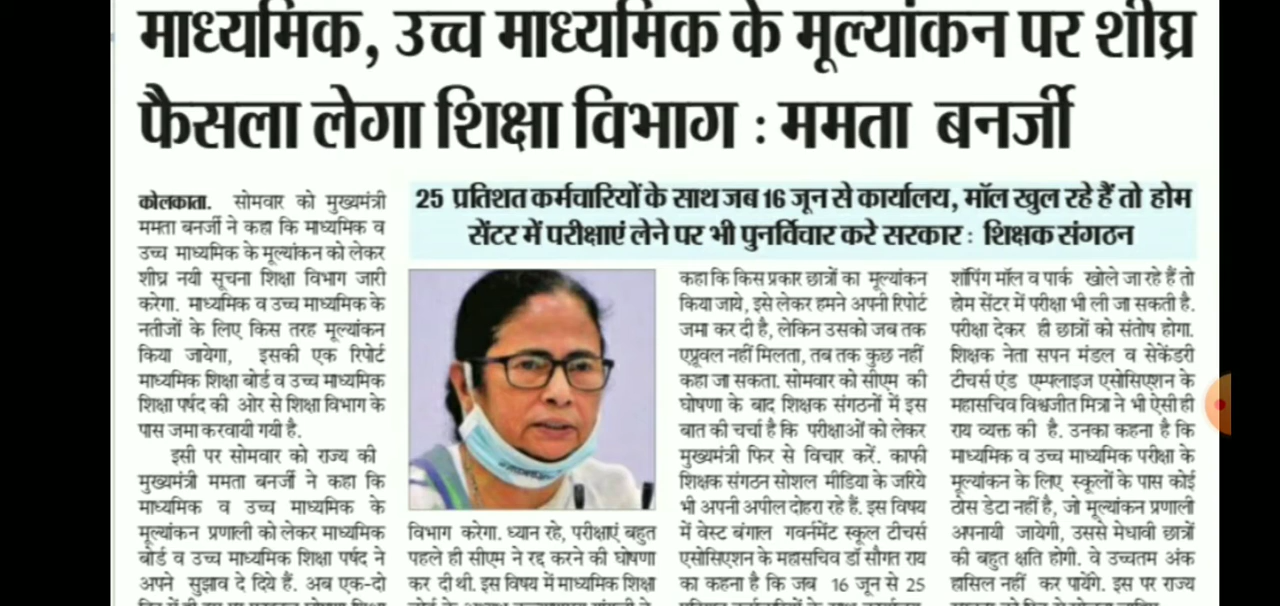 माध्यमिक, उच्च माध्यमिक के मूल्यांकन पर शीघ्र
फैसला लेगा शिक्षा विभाग : ममता बनर्जी
25 प्रतिशत कर्मचारियों के साथ जब 16 जून से कार्यालय, मॉल खुल रहे हैं तो होम
सेंटर में परीक्षाएं लेने पर भी पुनर्विचार करे सरकार : शिक्षक संगठन
कोलकाता. सोमवार को मुख्यमंत्री
ममता बनर्जी ने कहा कि माध्यमिक व
उच्च माध्यमिक के मूल्यांकन को लेकर
शीघ्र नयी सूचना शिक्षा विभाग जारी
करेगा. माध्यमिक व उच्च माध्यमिक के
नतीजों के लिए किस तरह मूल्यांकन
किया जायेगा, इसकी एक रिपोर्ट
माध्यमिक शिक्षा बोर्ड व उच्च माध्यमिक
शिक्षा पर्षद की ओर से शिक्षा विभाग के
पास जमा करवायी गयी है.
इसी पर सोमवार को राज्य की
मुख्यमंत्री ममता बनर्जी ने कहा कि
माध्यमिक व उच्च माध्यमिक के
मूल्यांकन प्रणाली को लेकर माध्यमिक
बोर्ड व उच्च माध्यमिक शिक्षा पर्षद ने
अपने सुझाव दे दिये हैं. अब एक-दो
विभाग करेगा. ध्यान रहे, परीक्षाएं बहुत
पहले ही सीएम ने रद्द करने की घोषणा
कर दी थी. इस विषय में माध्यमिक शिक्षा
कहा कि किस प्रकार छात्रों का मूल्यांकन
किया जाये, इसे लेकर हमने अपनी रिपोर्ट
जमा कर दी है, लेकिन उसको जब तक
एप्रूवल नहीं मिलता, तब तक कुछ नहीं
कहा जा सकता. सोमवार को सीएम की
घोषणा के बाद शिक्षक संगठनों में इस
बात की चर्चा है कि परीक्षाओं को लेकर
मुख्यमंत्री फिर से विचार करें. काफी
शिक्षक संगठन सोशल मीडिया के जरिये
भी अपनी अपील दोहरा रहे हैं. इस विषय
में वेस्ट बंगाल गवर्नमेंट स्कूल टीचर्स
एसोसिएशन के महासचिव डॉ सौगत राय
का कहना है कि जब 16 जून से 25
शॉपिंग मॉल व पार्क खोले जा रहे हैं तो
होम सेंटर में परीक्षा भी ली जा सकती है.
परीक्षा देकर ही छात्रों को संतोष होगा.
शिक्षक नेता सपन मंडल व सेकेंडरी
टीचर्स एंड एम्पलाइज एसोसिएशन के
महासचिव विश्वजीत मित्रा ने भी ऐसी ही
राय व्यक्त की है. उनका कहना है कि
माध्यमिक व उच्च माध्यमिक परीक्षा के
मूल्यांकन के लिए स्कूलों के पास कोई
ठोस डेटा नहीं है, जो मूल्यांकन प्रणाली
अपनायी जायेगी, उससे मेधावी छात्रों
की बहुत क्षति होगी. वे उच्चतम अंक
हासिल नहीं कर पायेंगे. इस पर राज्य